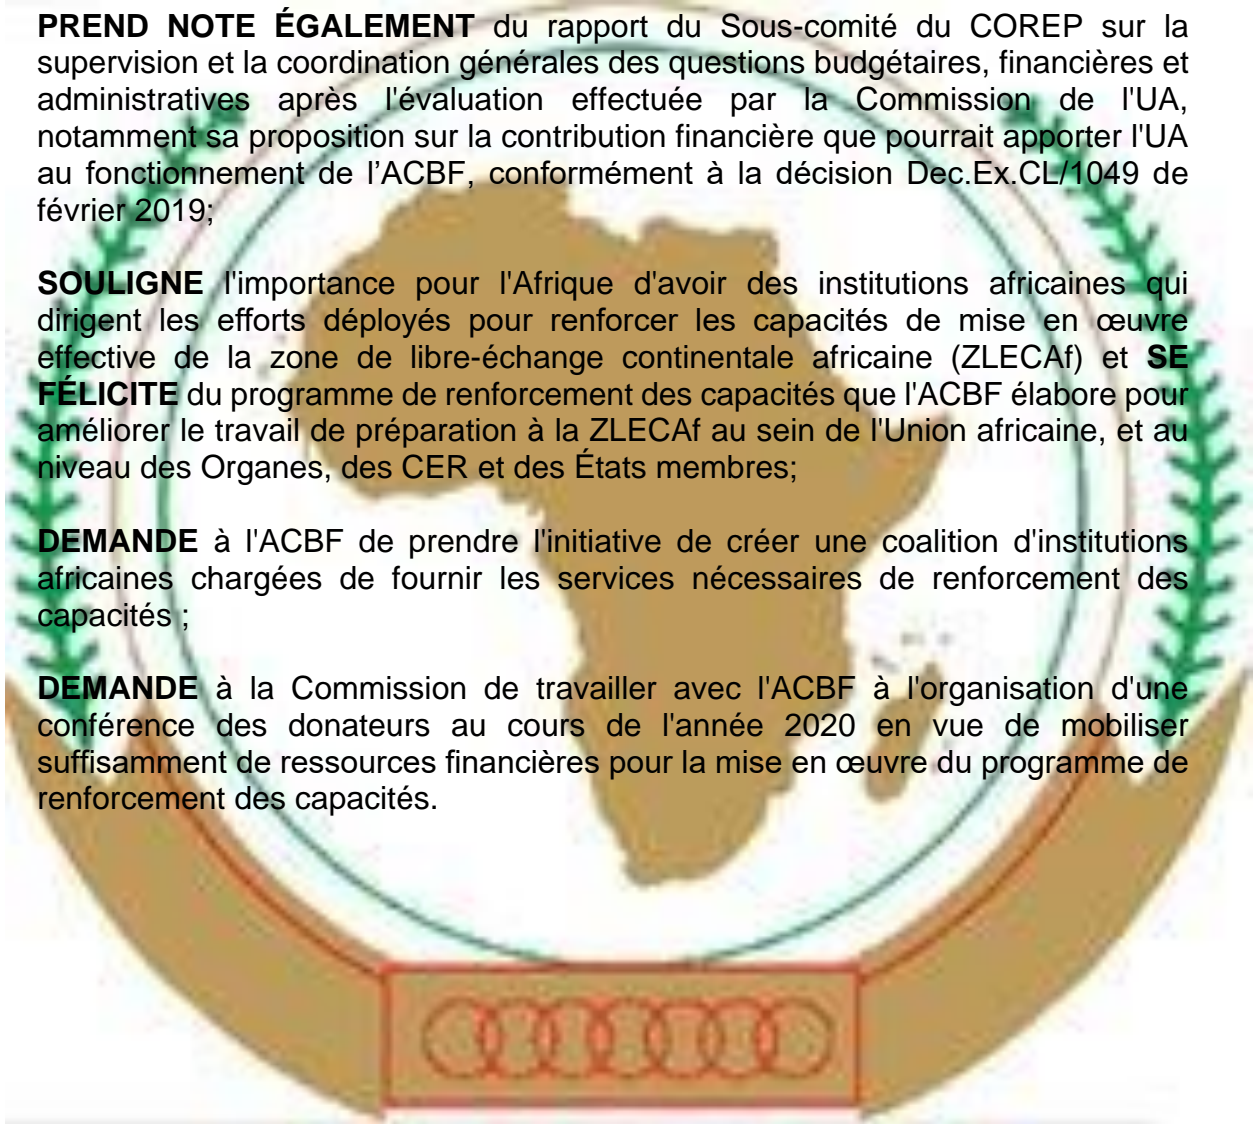 PREND NOTE ÉGALEMENT du rapport du Sous-comité du COREP sur la
supervision et la coordination générales des questions budgétaires, financières et
administratives après l'évaluation effectuée par la Commission de l'UA,
notamment sa proposition sur la contribution financière que pourrait apporter l'UA
au fonctionnement de l’ACBF, conformément à la décision Dec.Ex.CL/1049 de
février 2019;
SOULIGNE l'importance pour l'Afrique d'avoir des institutions africaines qui
dirigent les efforts déployés pour renforcer les capacités de mise en œuvre
effective de la zone de libre-échange continentale africaine (ZLECAf) et SE
FÉLICITE du programme de renforcement des capacités que l'ACBF élabore pour
améliorer le travail de préparation à la ZLECAf au sein de l'Union africaine, et au
niveau des Organes, des CER et des États membres;
DEMANDE à l'ACBF de prendre l'initiative de créer une coalition d'institutions
africaines chargées de fournir les services nécessaires de renforcement des
capacités ;
DEMANDE à la Commission de travailler avec l'ACBF à l'organisation d'une
conférence des donateurs au cours de l'année 2020 en vue de mobiliser
suffisamment de ressources financières pour la mise en œuvre du programme de
renforcement des capacités.